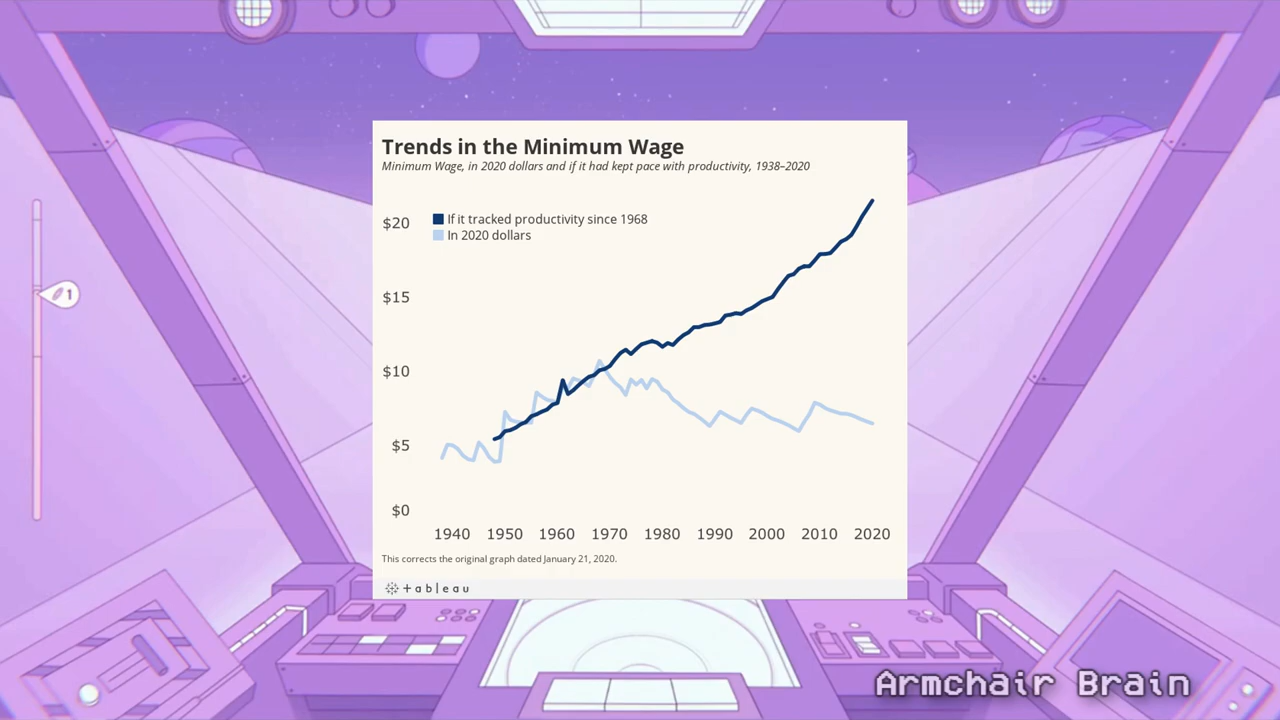 Trends in the Minimum Wage
Minimum Wage, in 2020 dollars and if it had kept pace with productivity, 1938–2020
If it tracked productivity since 1968
In 2020 dollars
$20
$15
$10
$5
$0
1940 1950 1960 1970 1980 1990 2000 2010 2020
This corrects the original graph dated January 21, 2020.
+ableau
1
Armchair Brain